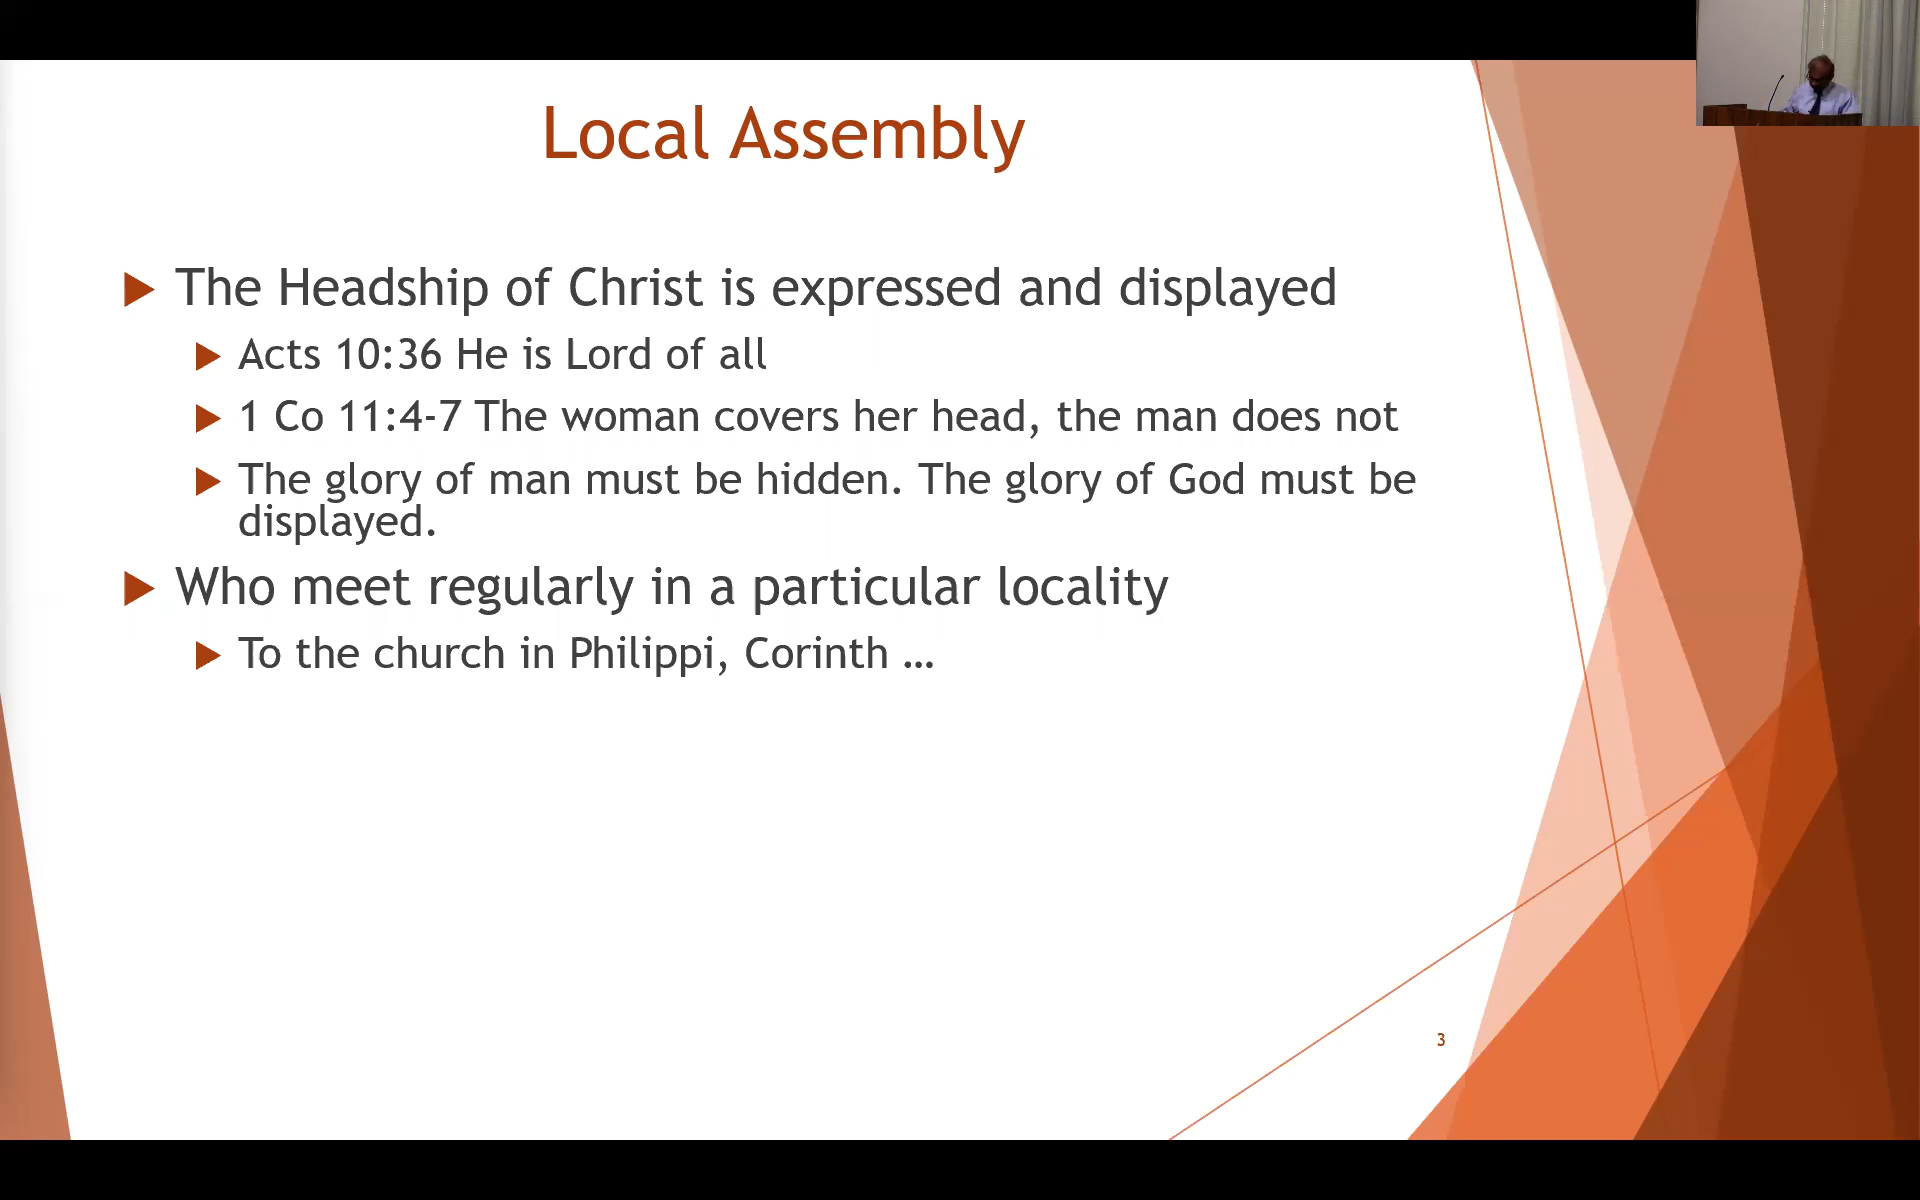 Local Assembly
The Headship of Christ is expressed and displayed
Acts 10:36 He is Lord of all
1 Co 11:4-7 The woman covers her head, the man does not
The glory of man must be hidden. The glory of God must be
displayed.
Who meet regularly in a particular locality
To the church in Philippi, Corinth …
3